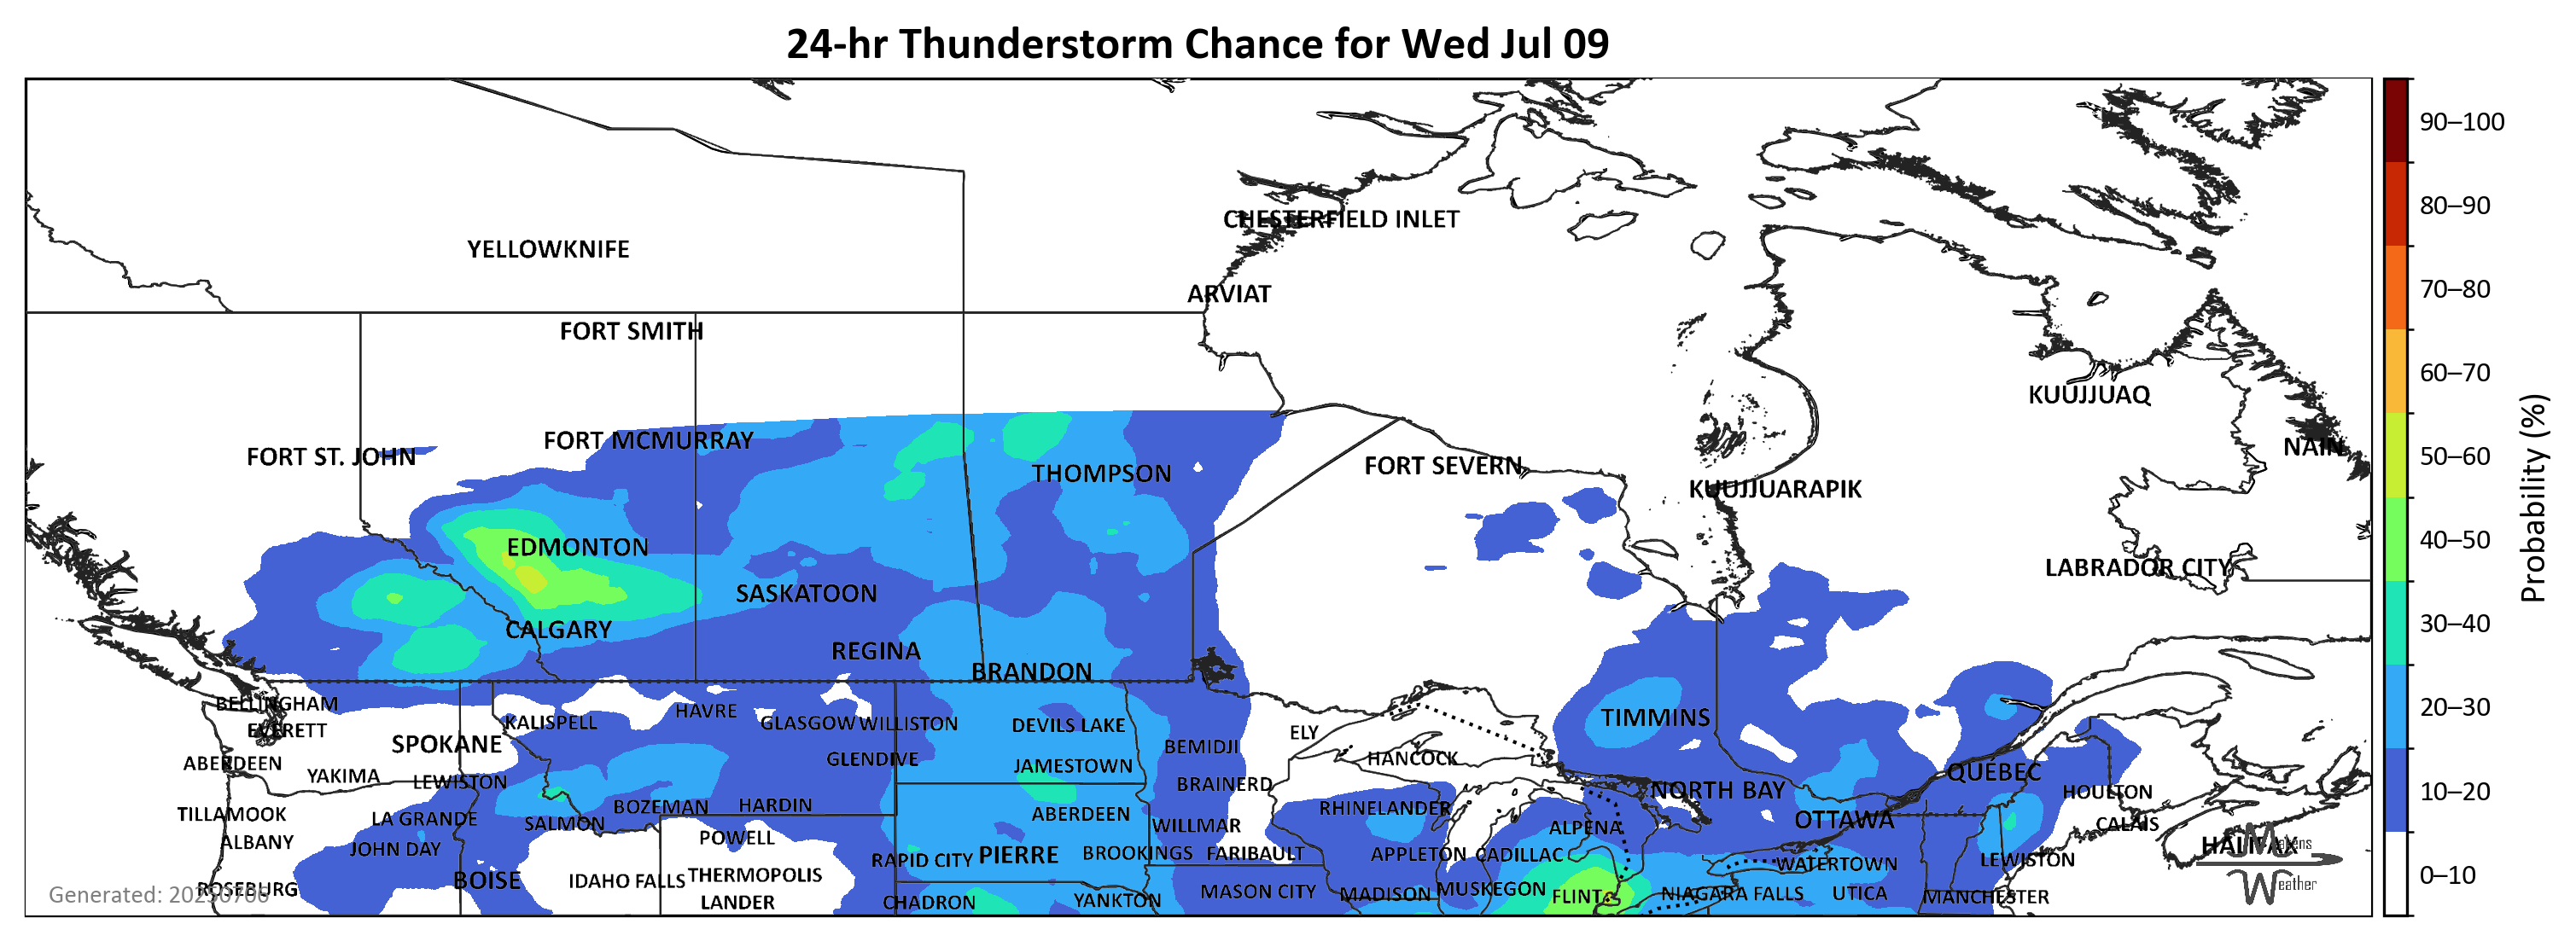 24-hr Thunderstorm Chance for Wed Jul 09
90–100
80–90
CHESTERFIELD INLET
YELLOWKNIFE
70–80
ARVIAT
FORT SMITH
60–70
KUUJJUAQ
FORT MCMURRAY
NAIN
FORT ST. JOHN
50–60
FORT SEVERN
THOMPSON
KUUJJUARAPIK
Probability (%)
40–50
EDMONTON
LABRADOR CITY
SASKATOON
30–40
CALGARY
REGINA
BRANDON
BELLINGHAM
20–30
HAVRE
TIMMINS
KALISPELL
GLASGOW
WILLISTON
DEVILS LAKE
EVERETT
ELY
SPOKANE
BEMIDJI
HANCOCK
GLENDIVE
ABERDEEN
JAMESTOWN
QUÉBEC
YAKIMA
LEWISTON
BRAINERD
NORTH BAY
HOULTON
10–20
BOZEMAN
HARDIN
RHINELANDER
TILLAMOOK
LA GRANDE
ABERDEEN
OTTAWA
SALMON
WILLMAR
ALPENA
CALAIS
POWELL
ALBANY
HALIFAX
Makens
JOHN DAY
PIERRE
BROOKINGS
FARIBAULT
APPLETON
CADILLAC
RAPID CITY
LEWISTON
WATERTOWN
THERMOPOLIS
0–10
BOISE
IDAHO FALLS
Weather
ROSEBURG
MUSKEGON
MASON CITY
MADISON
NIAGARA FALLS
UTICA
Generated: 20250706
FLINT
MANCHESTER
LANDER
CHADRON
YANKTON